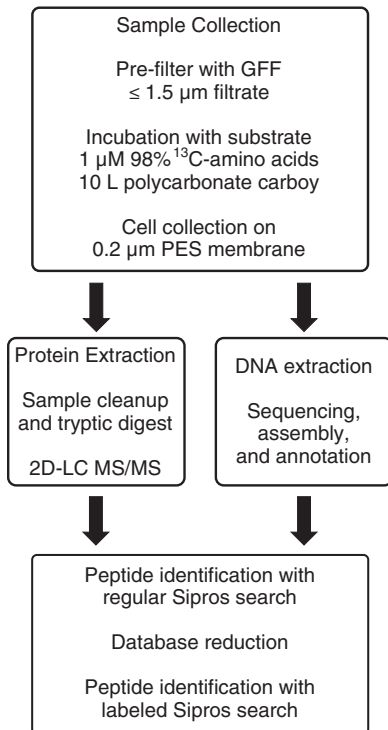 Sample Collection
Pre-filter with GFF
≤ 1.5 µm filtrate
Incubation with substrate
1 µM 98%¹³C-amino acids
10 L polycarbonate carboy
Cell collection on
0.2 µm PES membrane
Protein Extraction
Sample cleanup
and tryptic digest
2D-LC MS/MS
DNA extraction
Sequencing,
assembly,
and annotation
Peptide identification with
regular Sipros search
Database reduction
Peptide identification with
labeled Sipros search